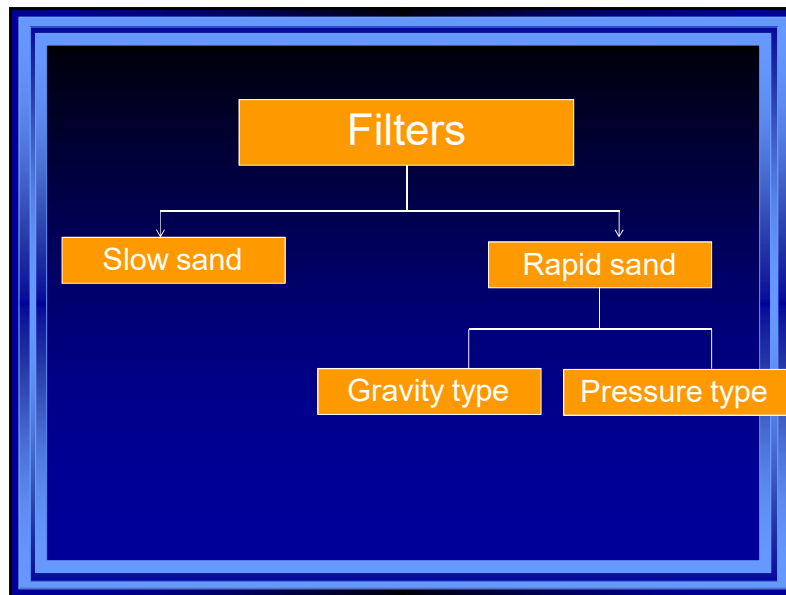 Filters
Slow sand
Rapid sand
Gravity type
Pressure type